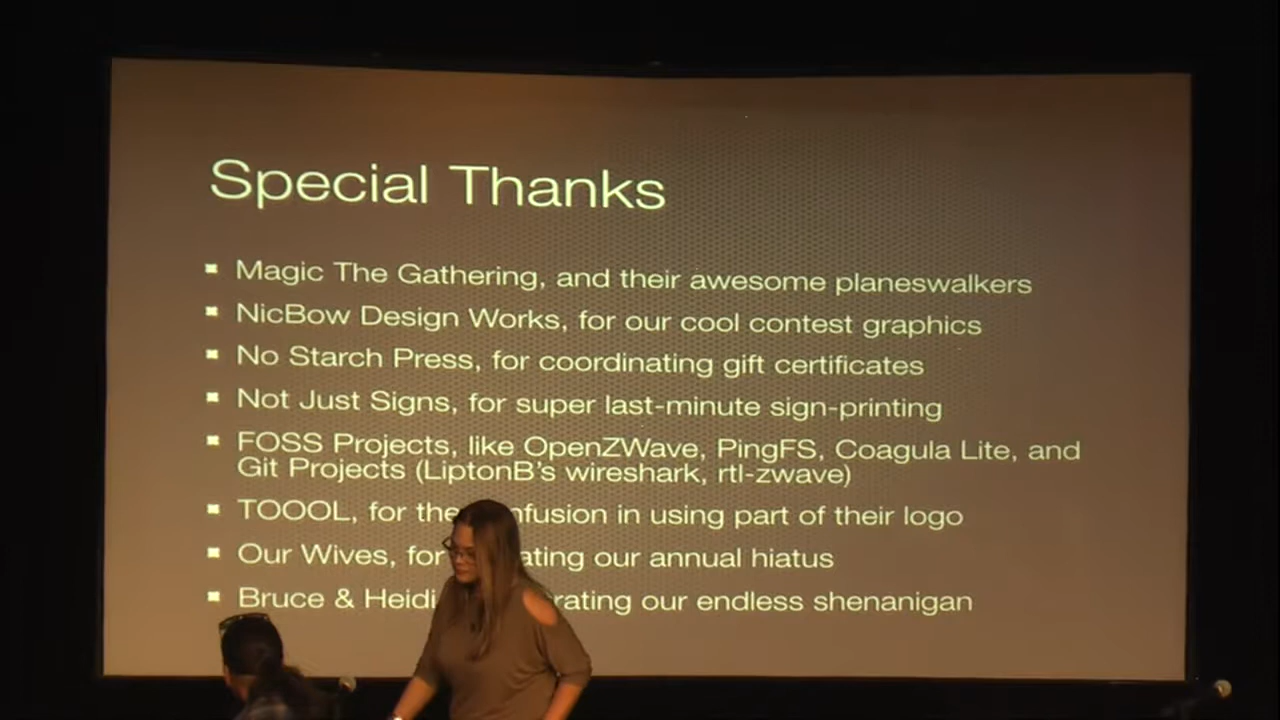 Special Thanks
Magic The Gathering, and their awesome planeswalkers
NicBow Design Works, for our cool contest graphics
No Starch Press, for coordinating gift certificates
Not Just Signs, for super last-minute sign-printing
FOSS Projects, like OpenZWave, PingFS, Coagula Lite, and
Git Projects (LiptonB's wireshark, rtl-zwave)
TOOOL, for the nfusion in using part of their logo
Our Wives, for ating our annual hiatus
Bruce & Heidi rating our endless shenanigan